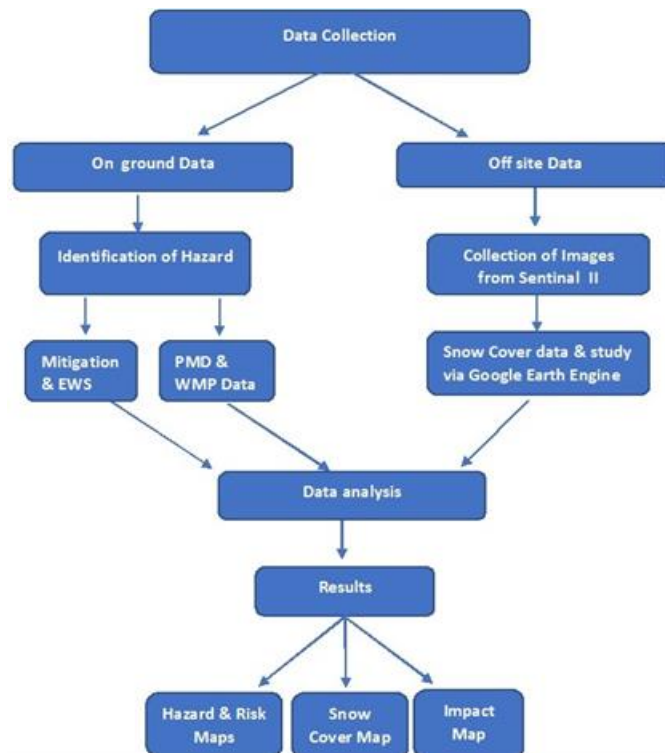 Data Collection
On ground Data
Off site Data
Identification of Hazard
Collection of Images
from Sentinal II
Mitigation
& EWS
PMD &
WMP Data
Snow Cover data & study
via Google Earth Engine
Data analysis
Results
Hazard & Risk
Maps
Snow
Cover Map
Impact
Map